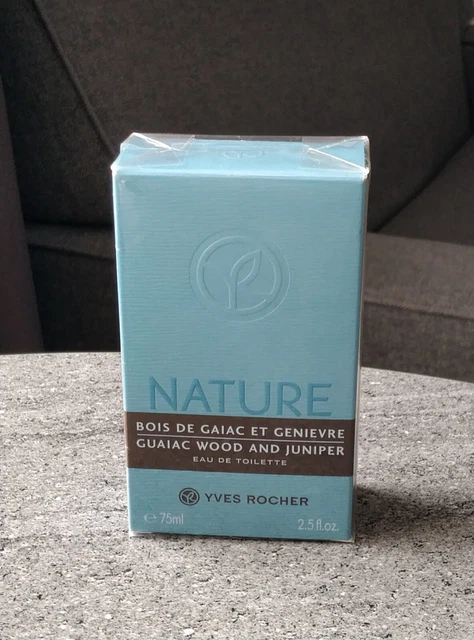 NATURE
BOIS DE GAIAC ET GENIEVRE
GUAIAC WOOD AND JUNIPER
EAU DE TOILETTE
YVES ROCHER
℮ 75ml 2.5 fl.oz.